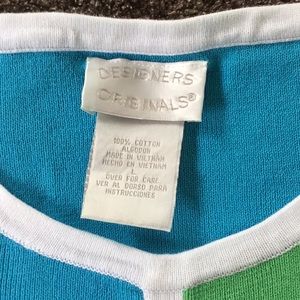 DESIGNERS
ORIGINALS®
100% COTTON
ALGODON
MADE IN VIETNAM
HECHO EN VIETNAM
L
OVER FOR CARE
VER AL DORSO PARA
INSTRUCCIONES